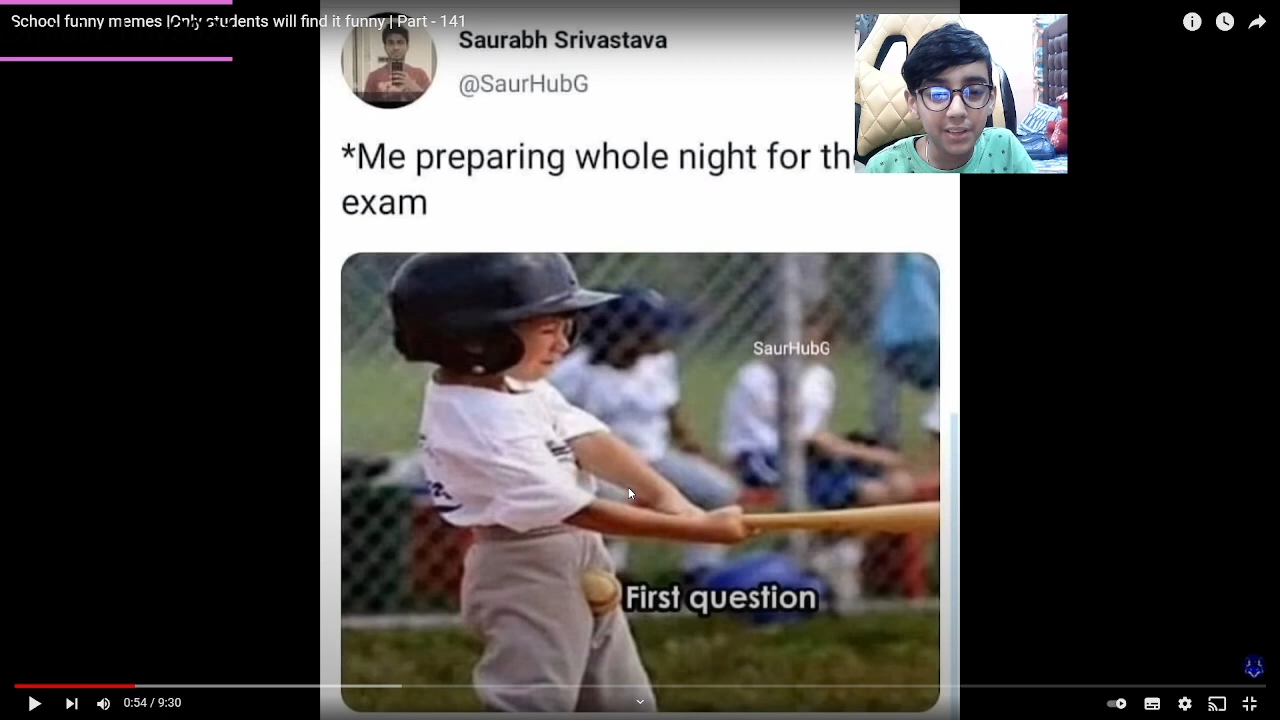 School funny memes |Only students will find it funny | Part - 141
Saurabh Srivastava
@SaurHubG
*Me preparing whole night for the
exam
SaurHubG
First question
0:54 / 9:30